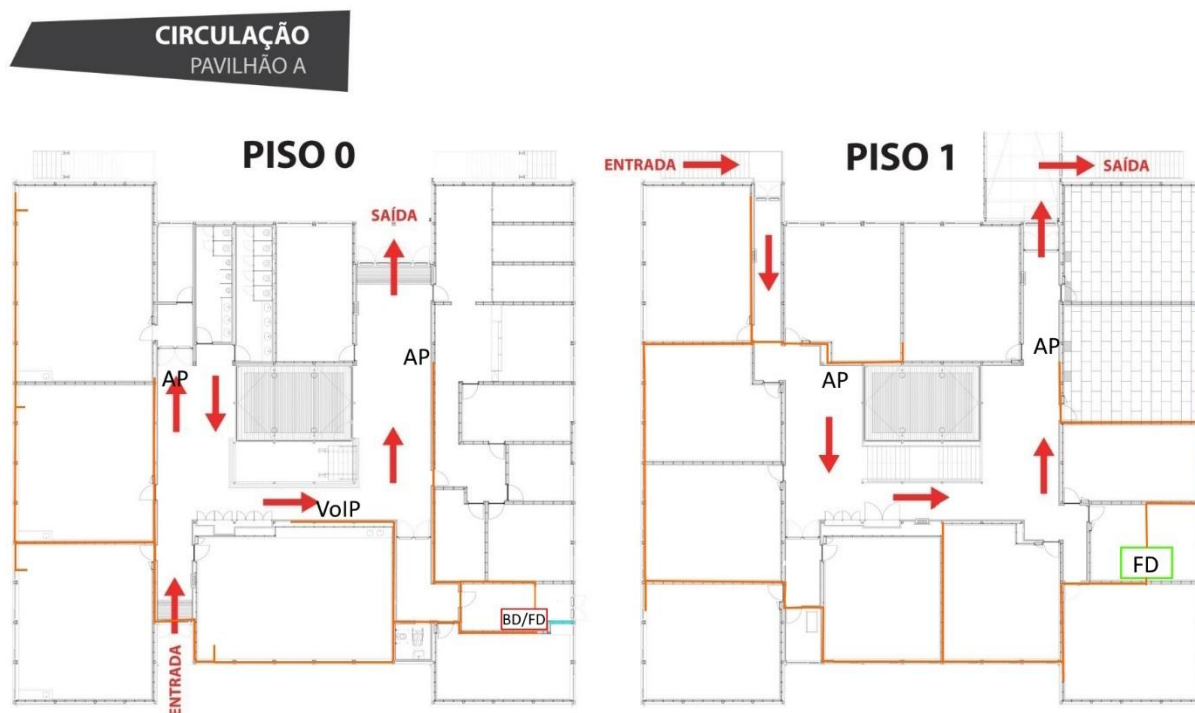 CIRCULAÇÃO
PAVILHÃO A
PISO 0
SAÍDA
AP
AP
VoIP
BD/FD
ENTRADA
ENTRADA
PISO 1
SAÍDA
AP
AP
FD